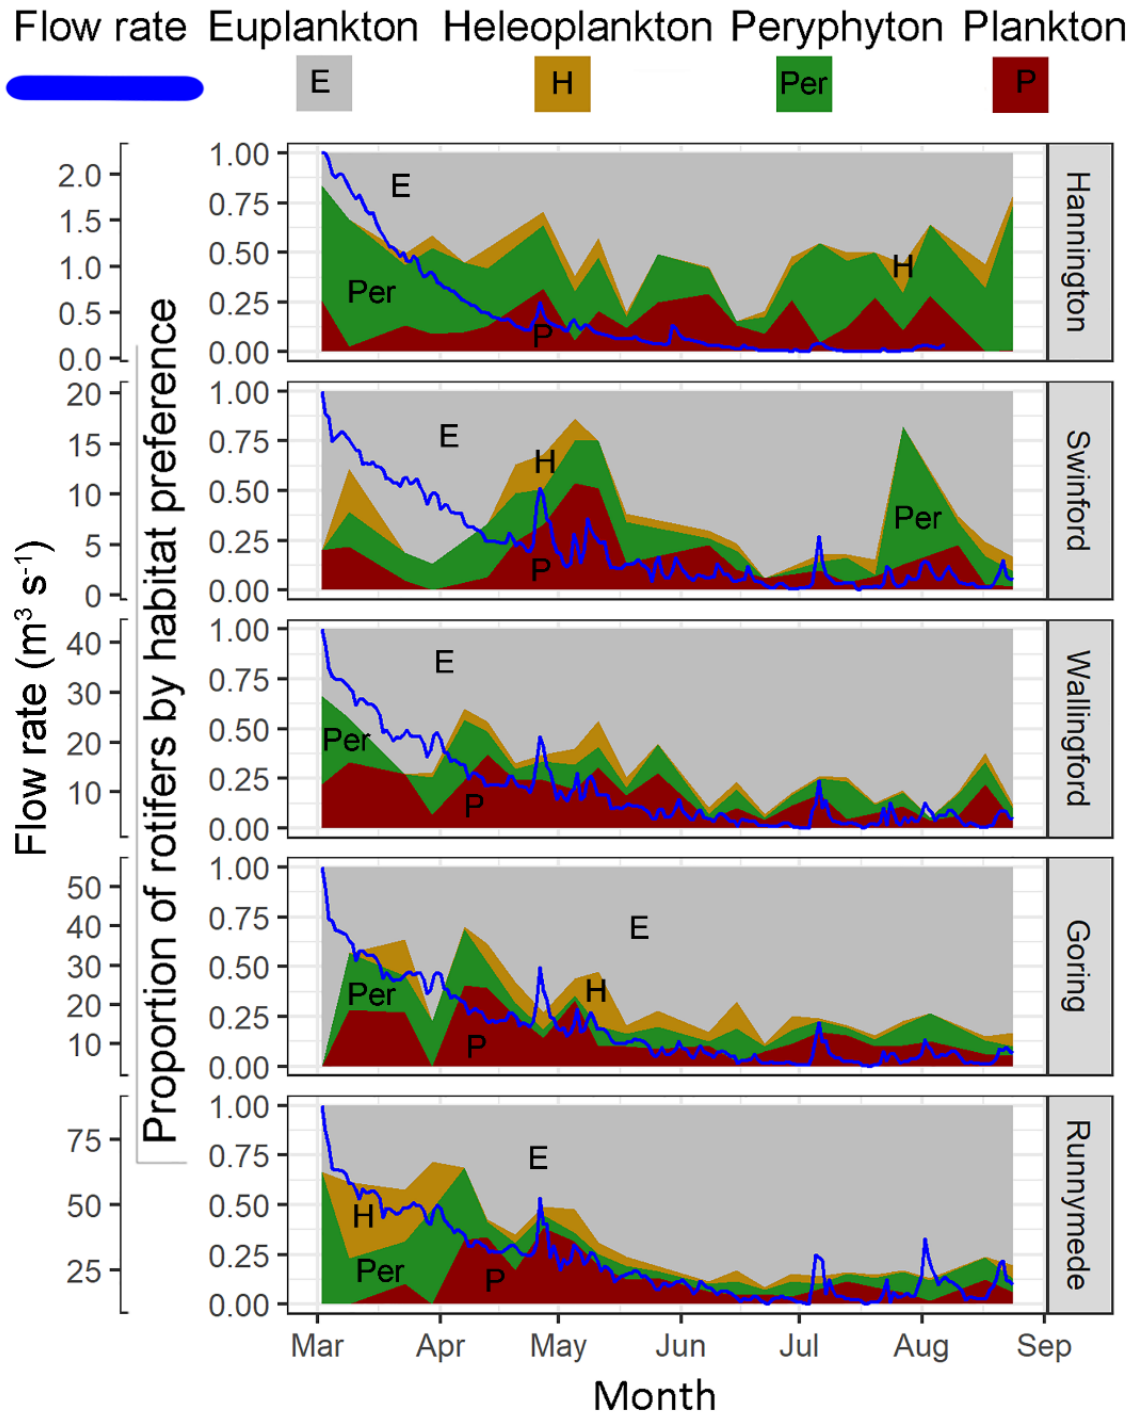 Flow rate Euplankton Heleoplankton Peryphyton Plankton
E H Per P
Flow rate (m³ s⁻¹)
Proportion of rotifers by habitat preference
2.0
1.5
1.0
0.5
0.0
1.00
0.75
0.50
0.25
0.00
E
Per
H
P
Hannington
20
15
10
5
0
1.00
0.75
0.50
0.25
0.00
E
H
Per
P
Swinford
40
30
20
10
1.00
0.75
0.50
0.25
0.00
E
Per
P
Wallingford
50
40
30
20
10
1.00
0.75
0.50
0.25
0.00
E
Per
H
P
Goring
75
50
25
1.00
0.75
0.50
0.25
0.00
E
H
Per
P
Runnymede
Mar Apr May Jun Jul Aug Sep
Month